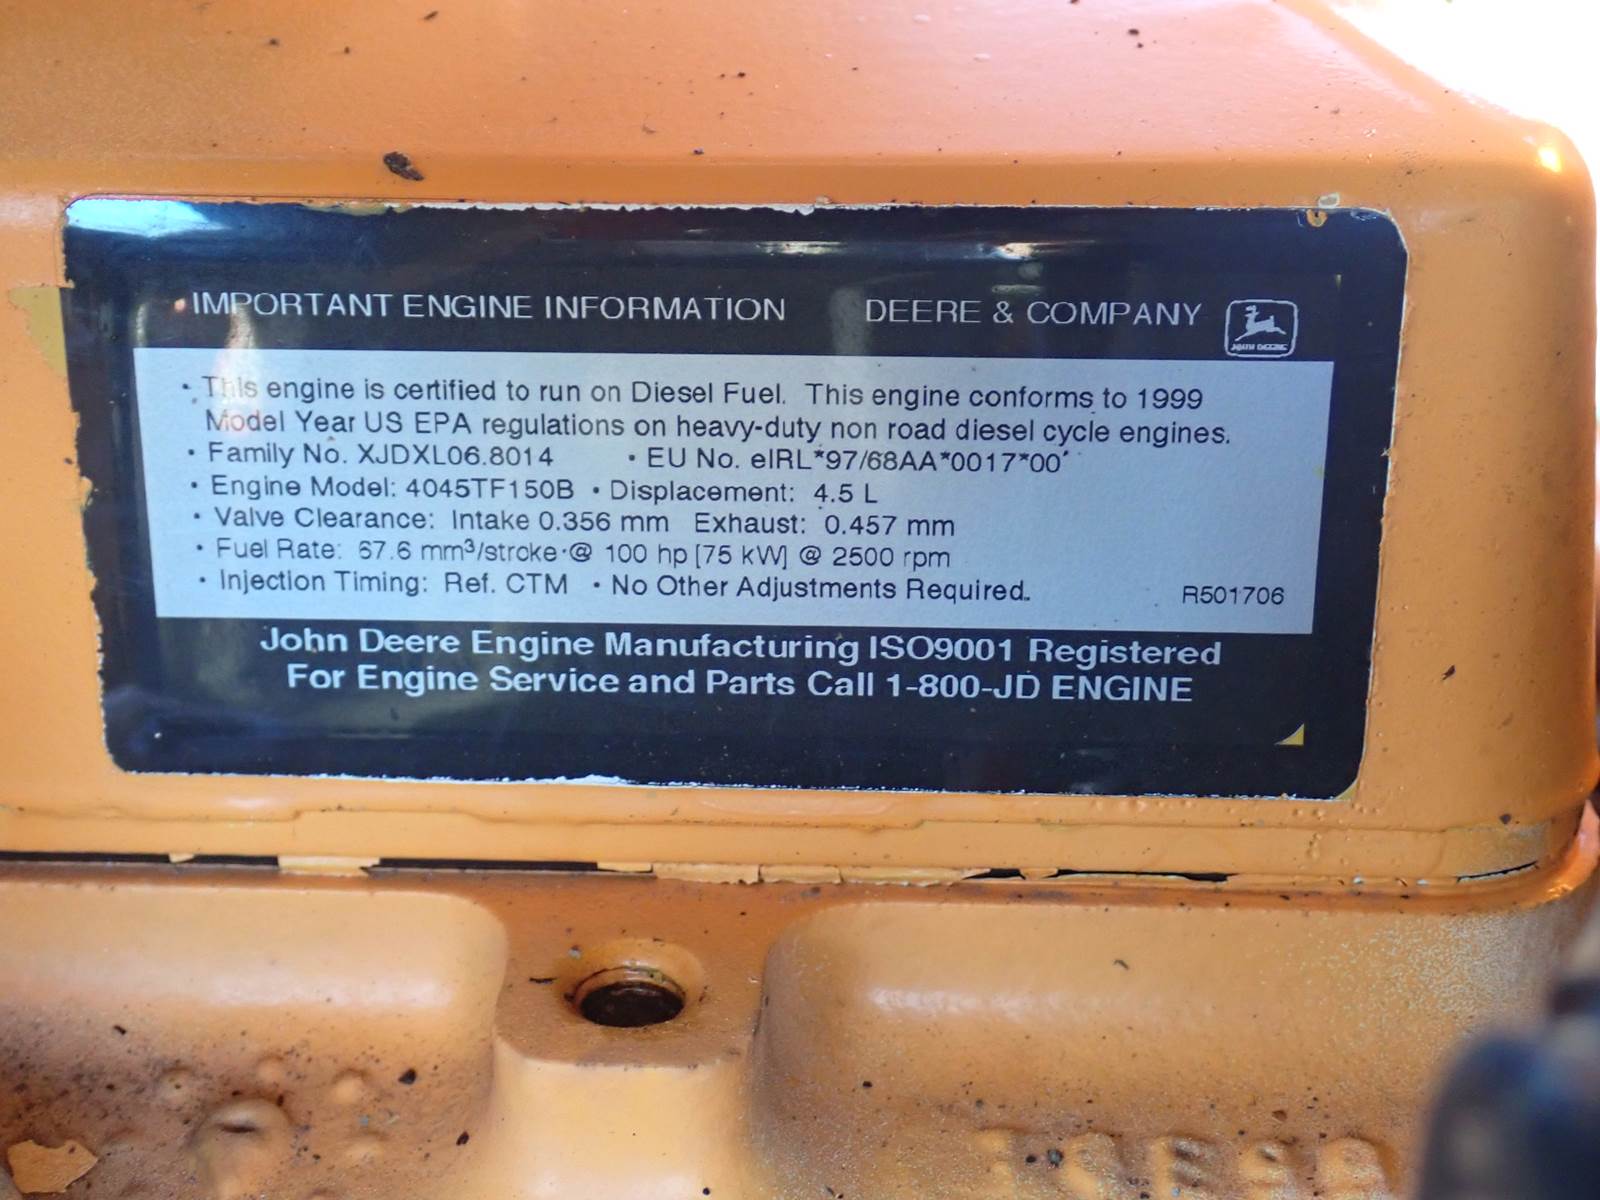 IMPORTANT ENGINE INFORMATION DEERE & COMPANY
JOHN DEERE
• This engine is certified to run on Diesel Fuel. This engine conforms to 1999
Model Year US EPA regulations on heavy-duty non road diesel cycle engines.
• Family No. XJDXL06.8014 • EU No. eIRL*97/68AA*0017*00*
• Engine Model: 4045TF150B • Displacement: 4.5 L
• Valve Clearance: Intake 0.356 mm Exhaust: 0.457 mm
• Fuel Rate: 67.6 mm³/stroke @ 100 hp [75 kW] @ 2500 rpm
• Injection Timing: Ref. CTM • No Other Adjustments Required. R501706
John Deere Engine Manufacturing ISO9001 Registered
For Engine Service and Parts Call 1-800-JD ENGINE